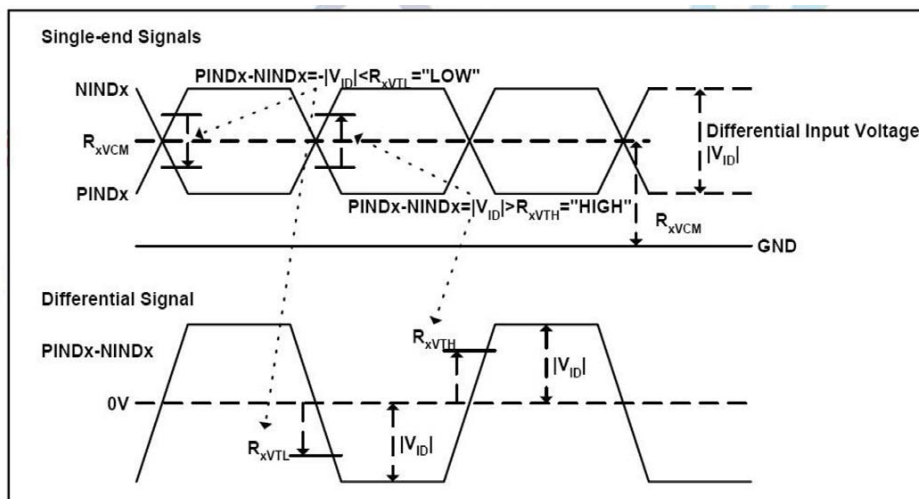 Single-end Signals
PINDx-NINDx=-|VID|<RxVTL="LOW"
NINDx
RxVCM
PINDx
Differential Input Voltage
|VID|
PINDx-NINDx=|VID|>RxVTH="HIGH"
RxVCM
GND
Differential Signal
PINDx-NINDx
RxVTH
|VID|
0V
RxVTL
|VID|